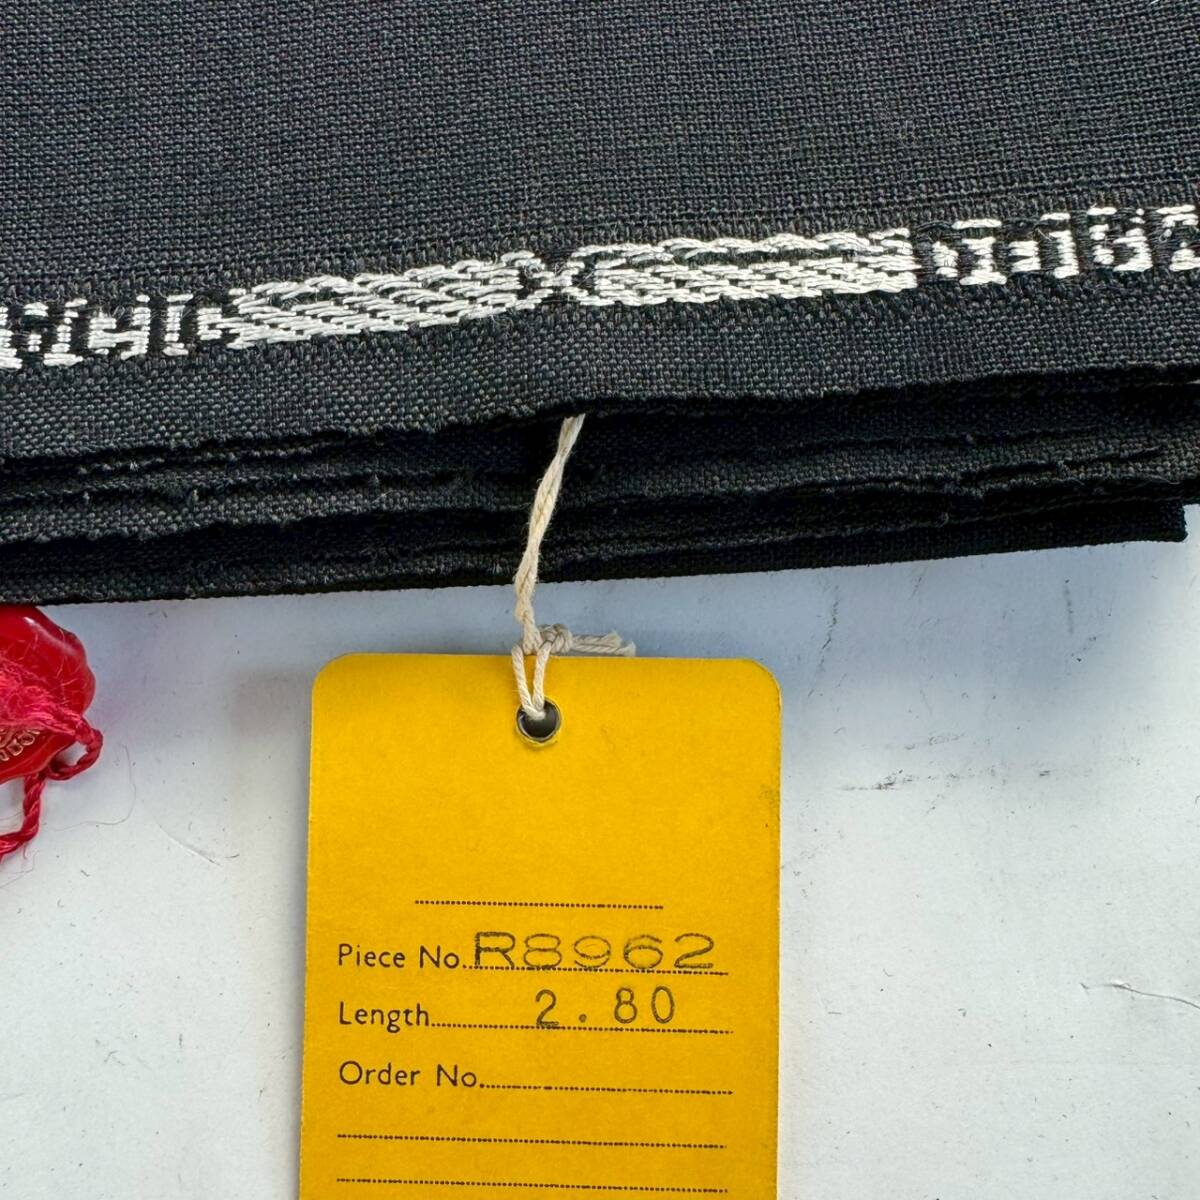 Piece No. R8962
Length 2.80
Order No.